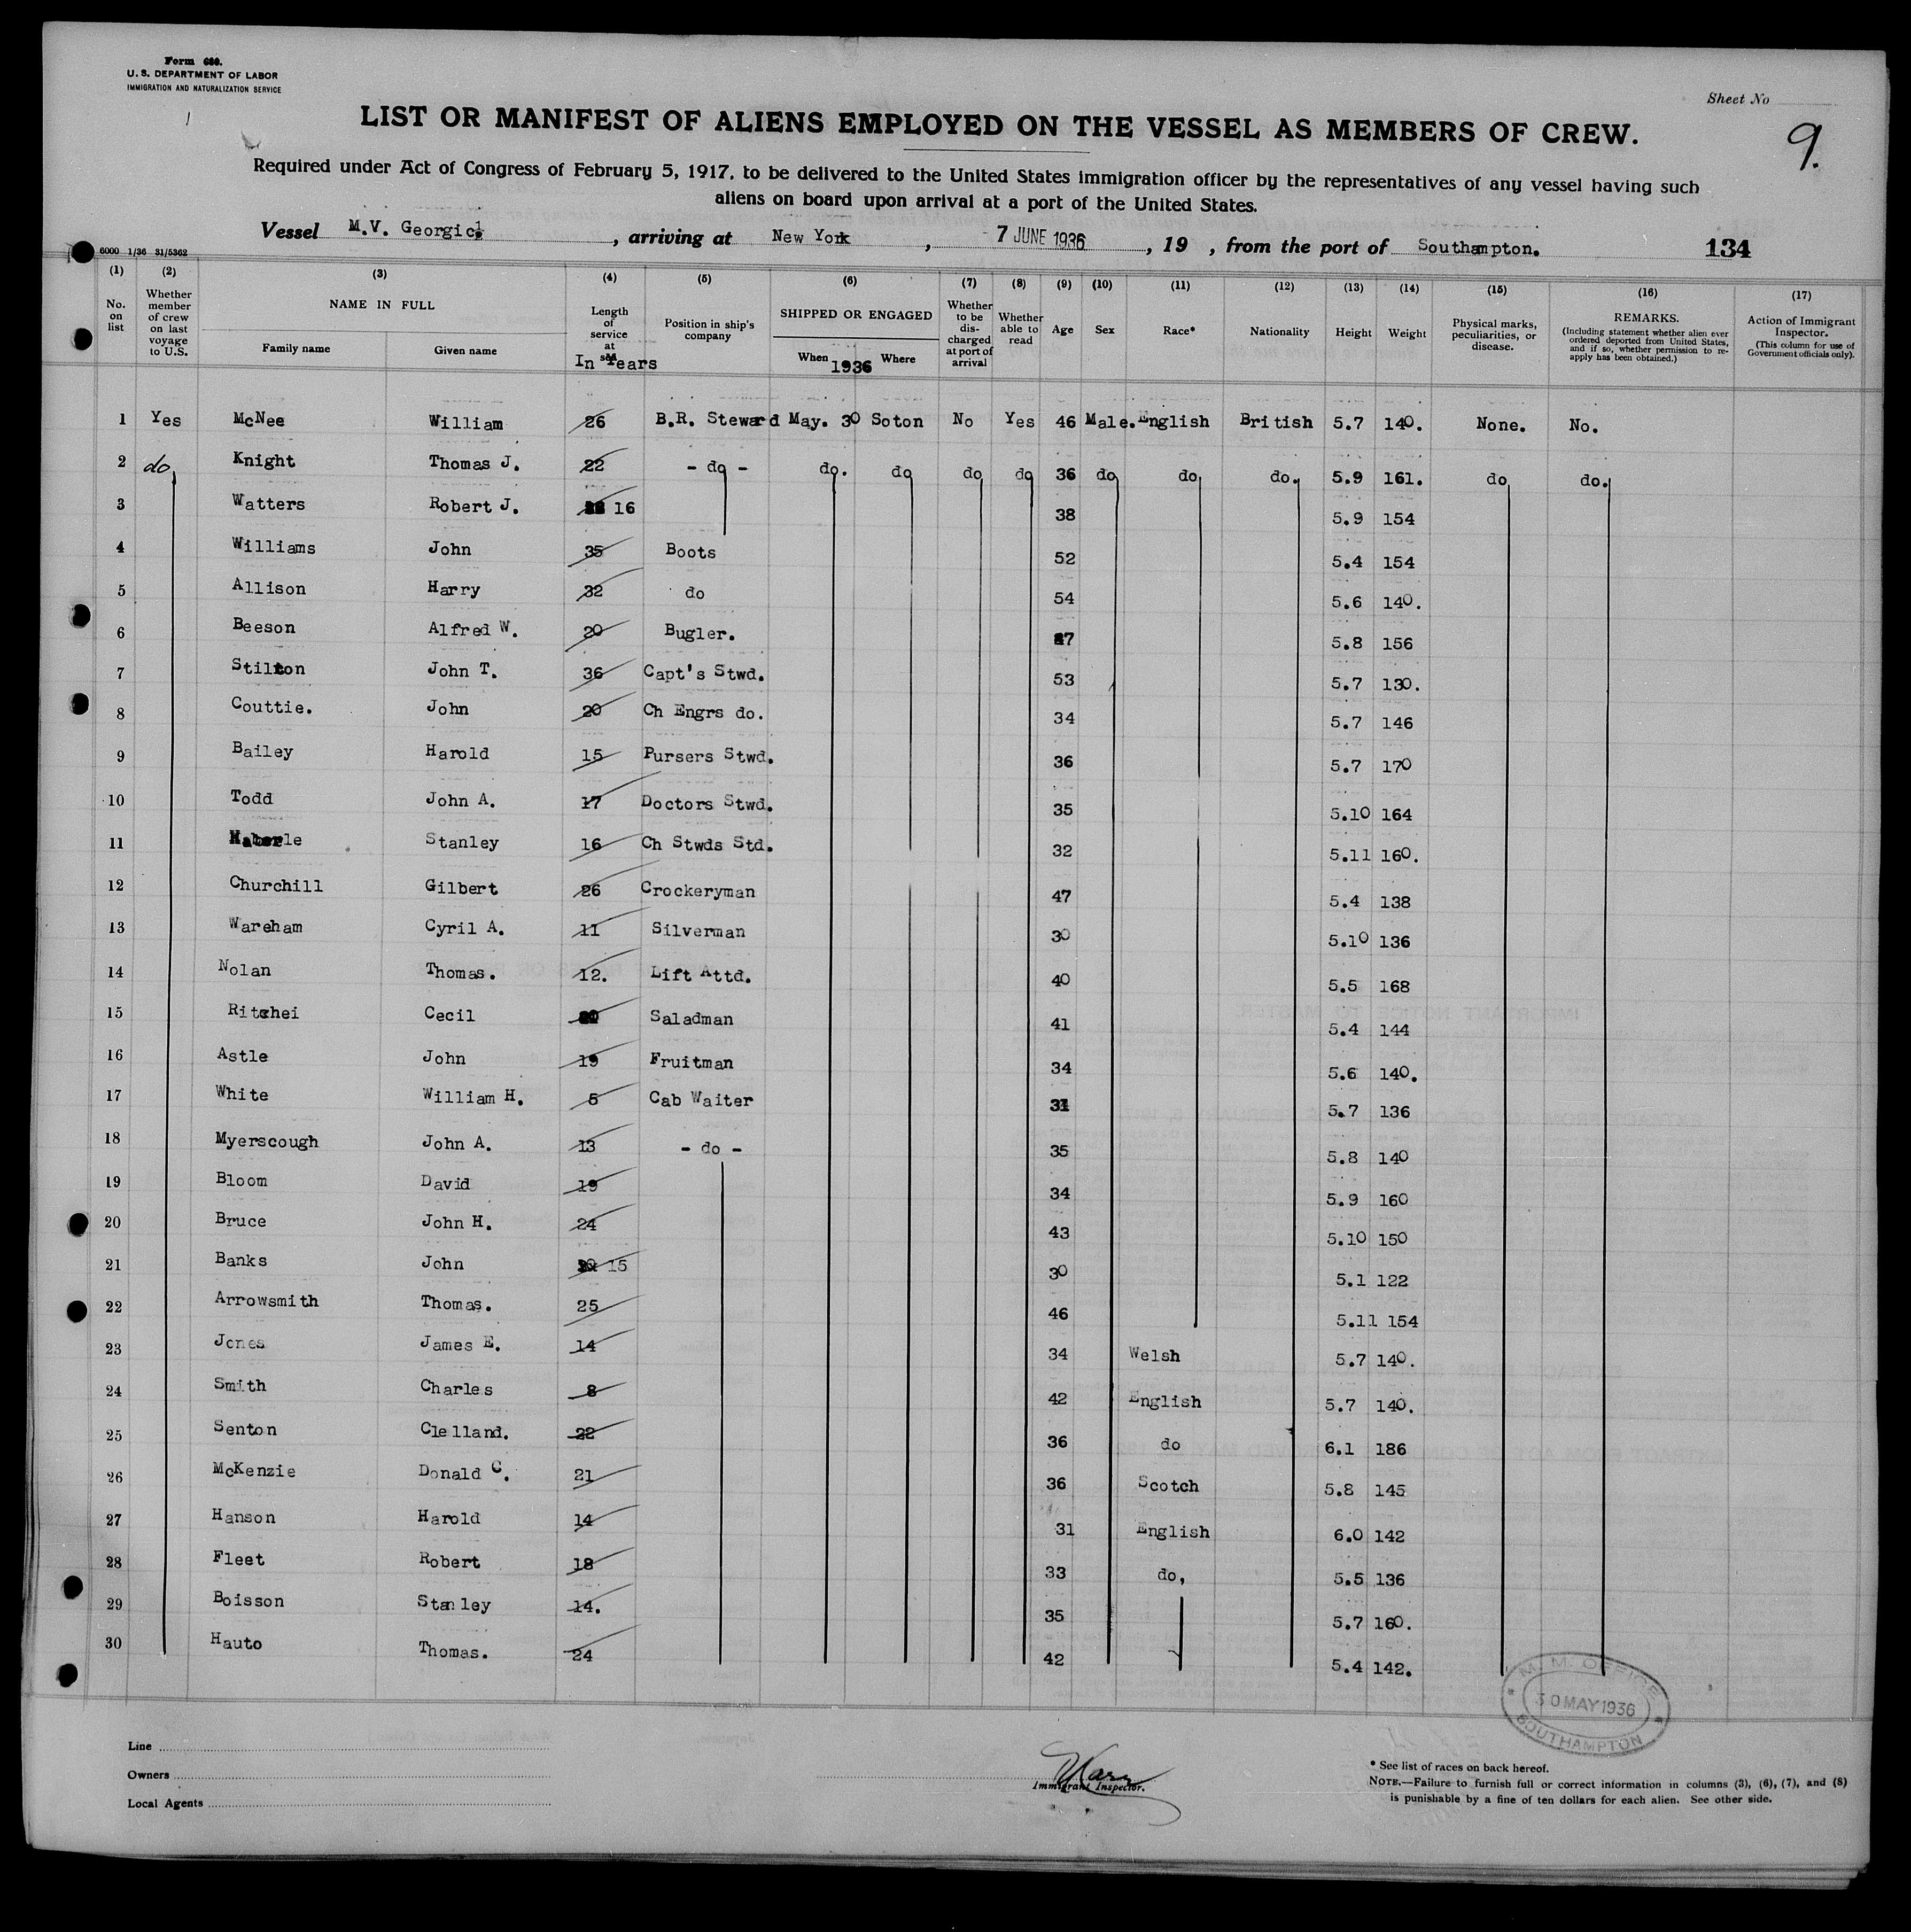 Form 680.
U. S. DEPARTMENT OF LABOR
IMMIGRATION AND NATURALIZATION SERVICE
Sheet No
9.
LIST OR MANIFEST OF ALIENS EMPLOYED ON THE VESSEL AS MEMBERS OF CREW.
Required under Act of Congress of February 5, 1917, to be delivered to the United States immigration officer by the representatives of any vessel having such
aliens on board upon arrival at a port of the United States.
Vessel M.V. Georgic. , arriving at New York , 7 JUNE 1936 , 19 , from the port of Southampton. 134
6000 1/36 31/5362
(1) (2) (3) (4) (5) (6) (7) (8) (9) (10) (11) (12) (13) (14) (15) (16) (17)
No. on list
Whether member of crew on last voyage to U.S.
NAME IN FULL
Family name
Given name
Length of service at sea
In Years
Position in ship's company
SHIPPED OR ENGAGED
When 1936 Where
Whether to be discharged at port of arrival
Whether able to read
Age
Sex
Race*
Nationality
Height
Weight
Physical marks, peculiarities, or disease.
REMARKS.
(Including statement whether alien ever ordered deported from United States, and if so, whether permission to re-apply has been obtained.)
Action of Immigrant Inspector.
(This column for use of Government officials only).
1 Yes McNee William 26 B.R. Steward May. 30 Soton No Yes 46 Male. English British 5.7 140. None. No.
2 do Knight Thomas J. 22 - do - do. do do do 36 do do do. 5.9 161. do do.
3 Watters Robert J. 16 38 5.9 154
4 Williams John 35 Boots 52 5.4 154
5 Allison Harry 32 do 54 5.6 140.
6 Beeson Alfred W. 20 Bugler. 5.8 156
7 Stilton John T. 36 Capt's Stwd. 53 5.7 130.
8 Couttie. John 20 Ch Engrs do. 34 5.7 146
9 Bailey Harold 15 Pursers Stwd. 36 5.7 170
10 Todd John A. 17 Doctors Stwd. 35 5.10 164
11 Haberle Stanley 16 Ch Stwds Std. 32 5.11 160.
12 Churchill Gilbert 26 Crockeryman 47 5.4 138
13 Wareham Cyril A. 11 Silverman 30 5.10 136
14 Nolan Thomas. 12. Lift Attd. 40 5.5 168
15 Ritchei Cecil Saladman 41 5.4 144
16 Astle John 19 Fruitman 34 5.6 140.
17 White William H. 5 Cab Waiter 31 5.7 136
18 Myerscough John A. 13 - do - 35 5.8 140
19 Bloom David 19 34 5.9 160
20 Bruce John H. 24 43 5.10 150
21 Banks John 15 30 5.1 122
22 Arrowsmith Thomas. 25 46 5.11 154
23 Jones James E. 14 34 Welsh 5.7 140.
24 Smith Charles 8 42 English 5.7 140.
25 Senton Clelland. 22 36 do 6.1 186
26 McKenzie Donald C. 21 36 Scotch 5.8 145
27 Hanson Harold 14 31 English 6.0 142
28 Fleet Robert 18 33 do, 5.5 136
29 Boisson Stanley 14. 35 5.7 160.
30 Hauto Thomas. 24 42 5.4 142.
M. M. OFFICE
30 MAY 1936
SOUTHAMPTON
Line
Owners
Local Agents
Immigrant Inspector.
* See list of races on back hereof.
NOTE.—Failure to furnish full or correct information in columns (3), (6), (7), and (8)
is punishable by a fine of ten dollars for each alien. See other side.